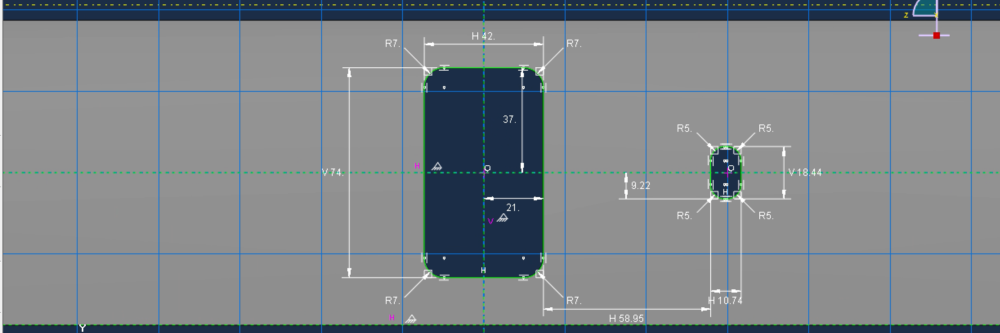 Z X
H 42.
R7. R7.
37.
R5. R5.
H O O
V 74. V 18.44
9.22
H
21.
R5. R5.
V
H
R7. R7. H 10.74
H H 58.95
Y